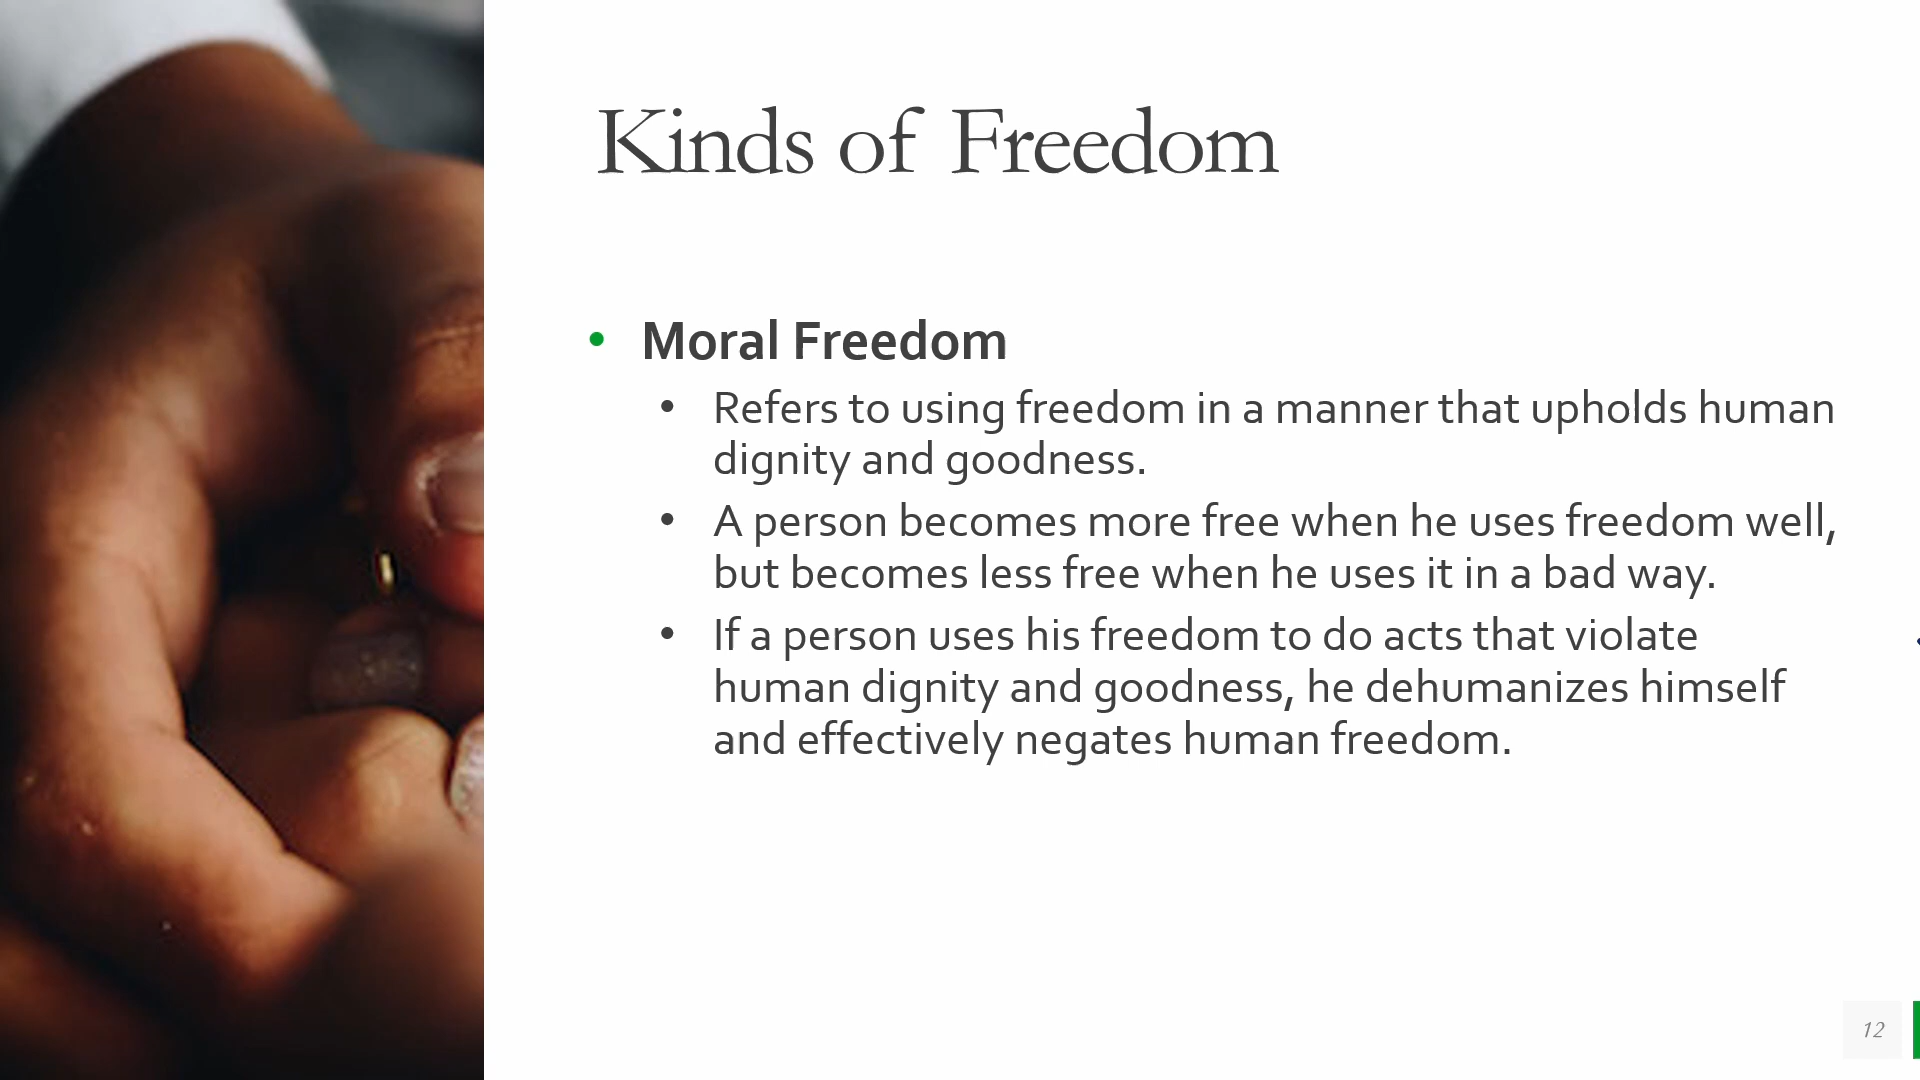 Kinds of Freedom
• Moral Freedom
• Refers to using freedom in a manner that upholds human
dignity and goodness.
• A person becomes more free when he uses freedom well,
but becomes less free when he uses it in a bad way.
• If a person uses his freedom to do acts that violate
human dignity and goodness, he dehumanizes himself
and effectively negates human freedom.
12